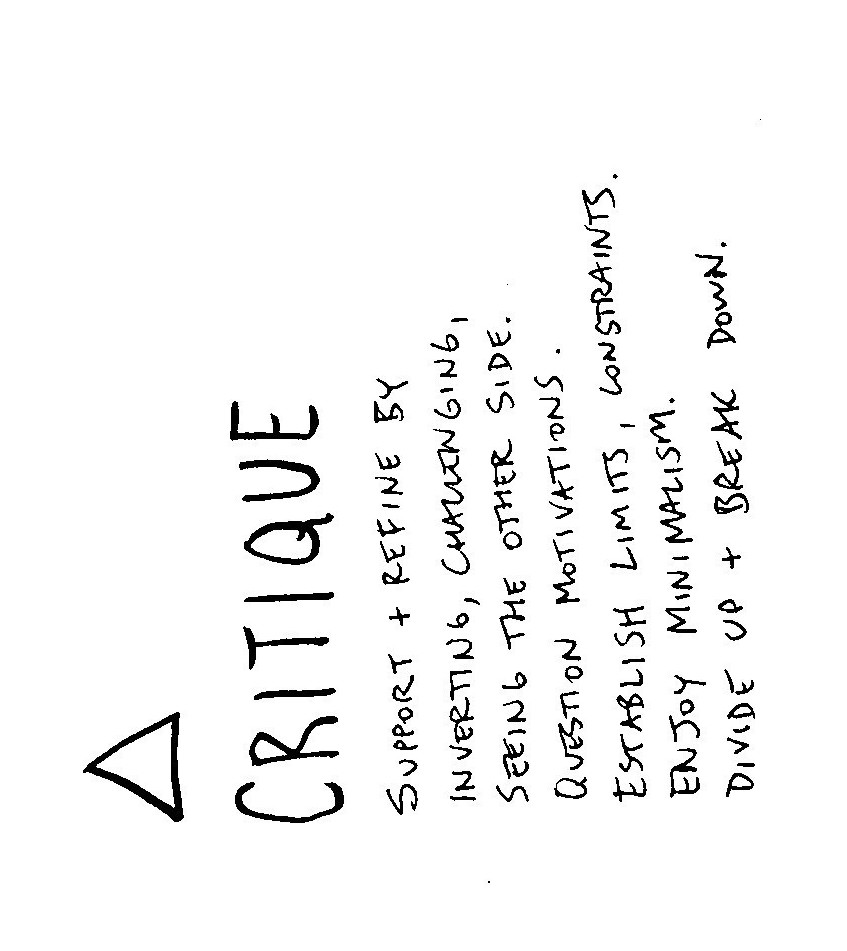 CRITIQUE
SUPPORT + REFINE BY
INVERTING, CHALLENGING,
SEEING THE OTHER SIDE.
QUESTION MOTIVATIONS.
ESTABLISH LIMITS, CONSTRAINTS.
ENJOY MINIMALISM.
DIVIDE UP + BREAK DOWN.